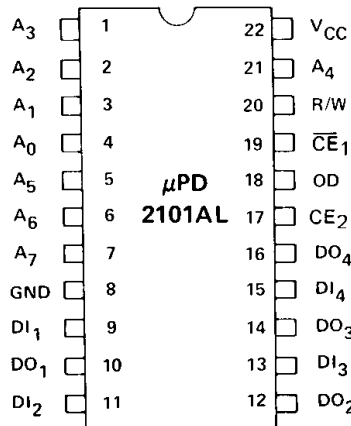 A3 1 22 VCC
A2 2 21 A4
A1 3 20 R/W
A0 4 19 C̅E̅1
A5 5 μPD 18 OD
A6 6 2101AL 17 CE2
A7 7 16 DO4
GND 8 15 DI4
DI1 9 14 DO3
DO1 10 13 DI3
DI2 11 12 DO2